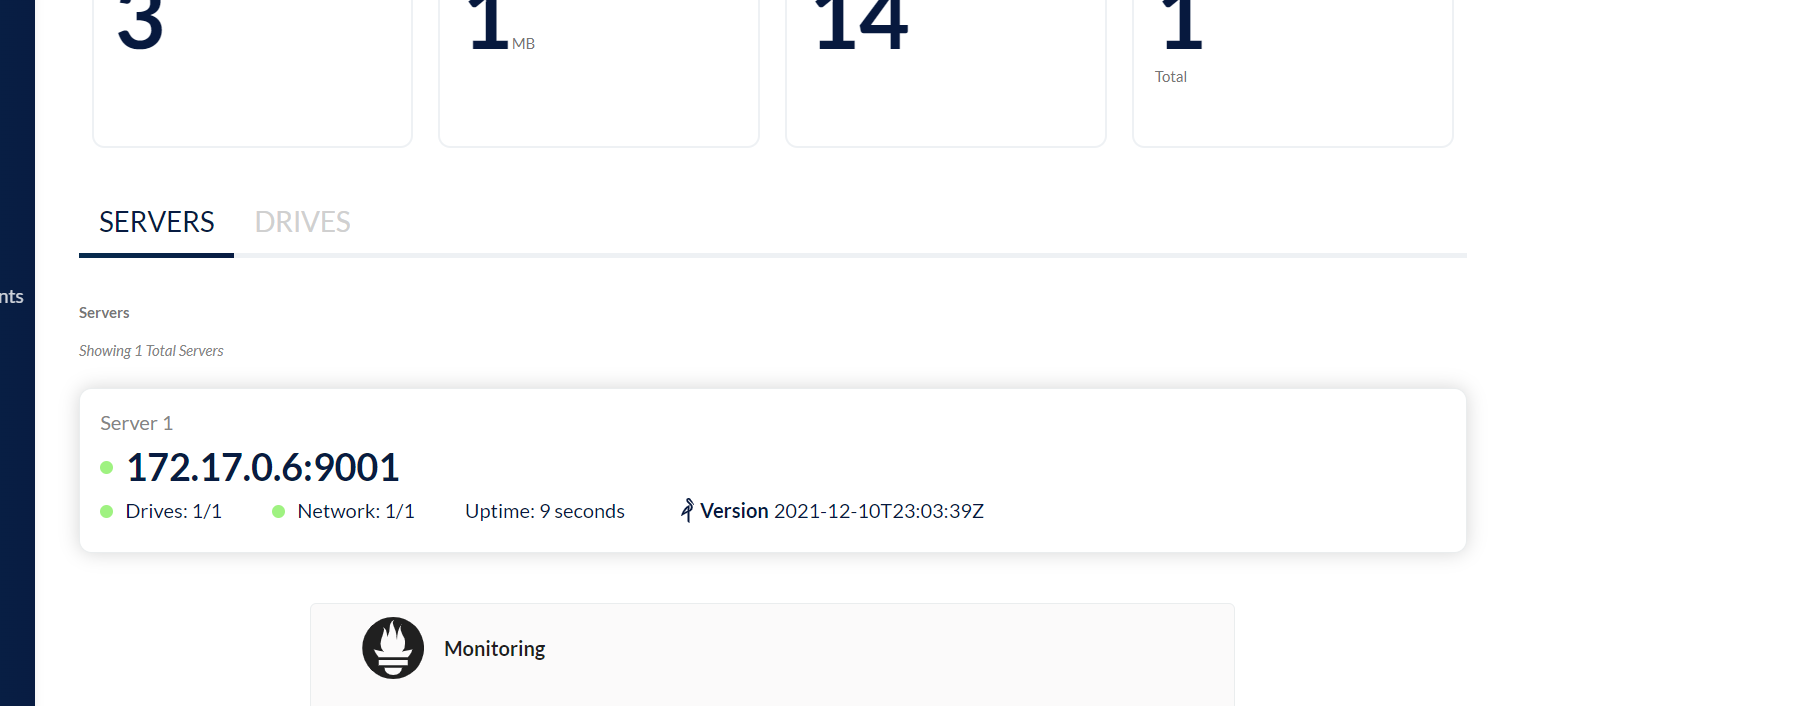 3
1 MB
14
1
Total
SERVERS DRIVES
nts
Servers
Showing 1 Total Servers
Server 1
172.17.0.6:9001
Drives: 1/1 Network: 1/1 Uptime: 9 seconds Version 2021-12-10T23:03:39Z
Monitoring